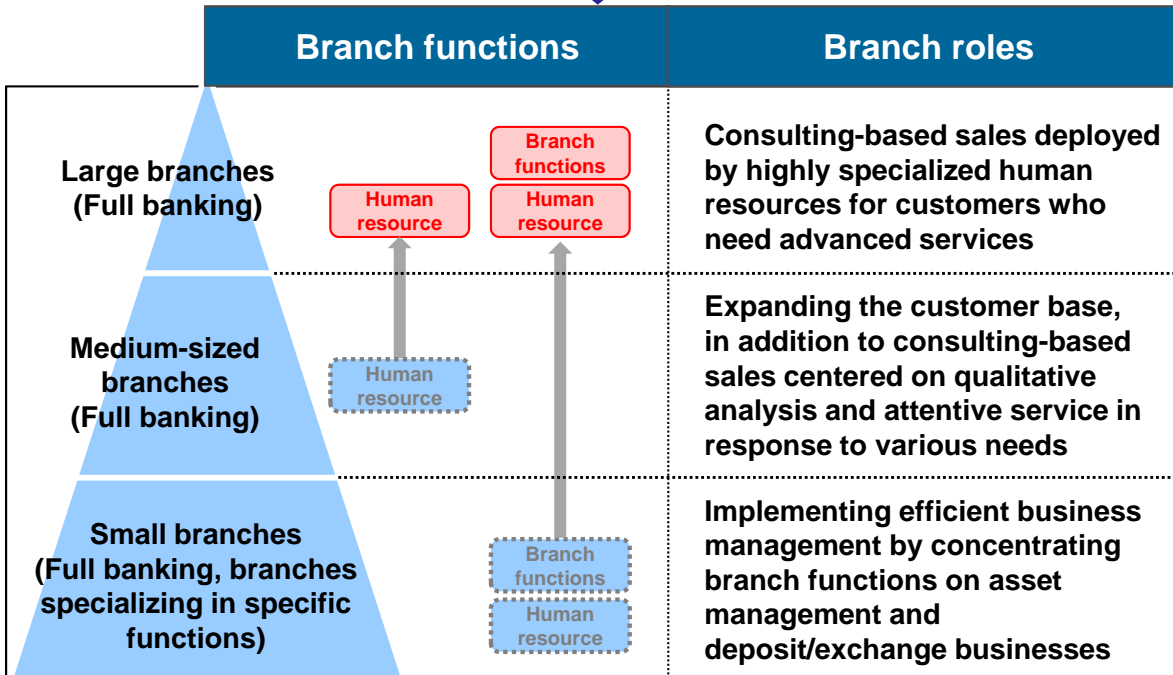 Branch functions
Branch roles
Large branches
(Full banking)
Human
resource
Branch
functions
Human
resource
Consulting-based sales deployed
by highly specialized human
resources for customers who
need advanced services
Medium-sized
branches
(Full banking)
Human
resource
Expanding the customer base,
in addition to consulting-based
sales centered on qualitative
analysis and attentive service in
response to various needs
Small branches
(Full banking, branches
specializing in specific
functions)
Branch
functions
Human
resource
Implementing efficient business
management by concentrating
branch functions on asset
management and
deposit/exchange businesses